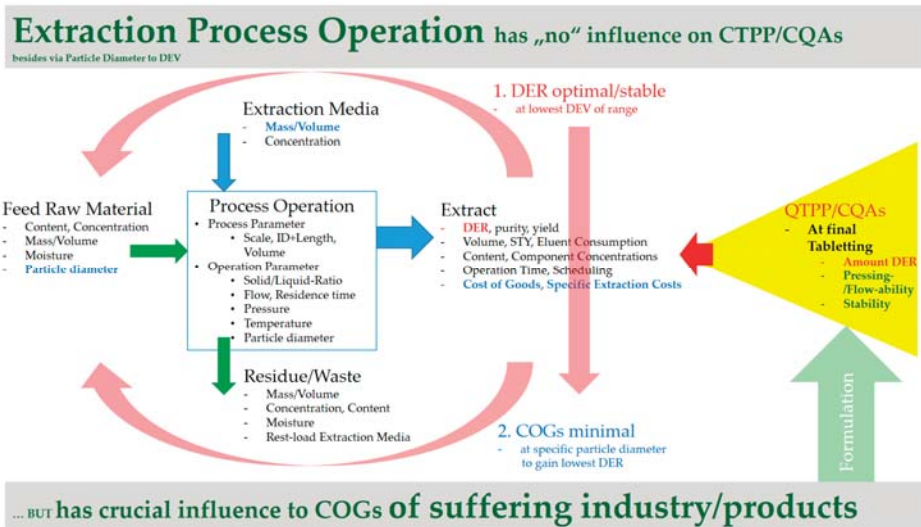 Extraction Process Operation has „no“ influence on CTPP/CQAs
besides via Particle Diameter to DEV
Extraction Media
- Mass/Volume
- Concentration
1. DER optimal/stable
- at lowest DEV of range
Feed Raw Material
- Content, Concentration
- Mass/Volume
- Moisture
- Particle diameter
Process Operation
• Process Parameter
• Scale, ID+Length,
Volume
• Operation Parameter
• Solid/Liquid-Ratio
• Flow, Residence time
• Pressure
• Temperature
• Particle diameter
Extract
- DER, purity, yield
- Volume, STY, Eluent Consumption
- Content, Component Concentrations
- Operation Time, Scheduling
- Cost of Goods, Specific Extraction Costs
QTPP/CQAs
- At final
Tabletting
- Amount DER
- Pressing-
/Flow-ability
- Stability
Residue/Waste
- Mass/Volume
- Concentration, Content
- Moisture
- Rest-load Extraction Media
2. COGs minimal
- at specific particle diameter
to gain lowest DER
Formulation
... BUT has crucial influence to COGs of suffering industry/products